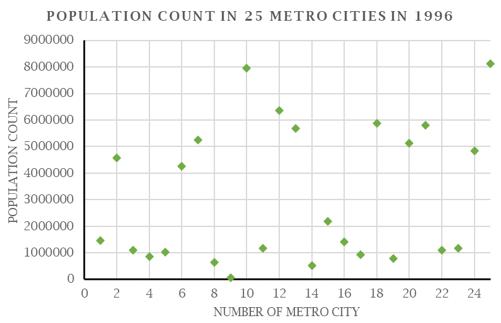 POPULATION COUNT IN 25 METRO CITIES IN 1996
9000000
8000000
7000000
6000000
5000000
4000000
3000000
2000000
1000000
0
POPULATION COUNT
0 2 4 6 8 10 12 14 16 18 20 22 24
NUMBER OF METRO CITY